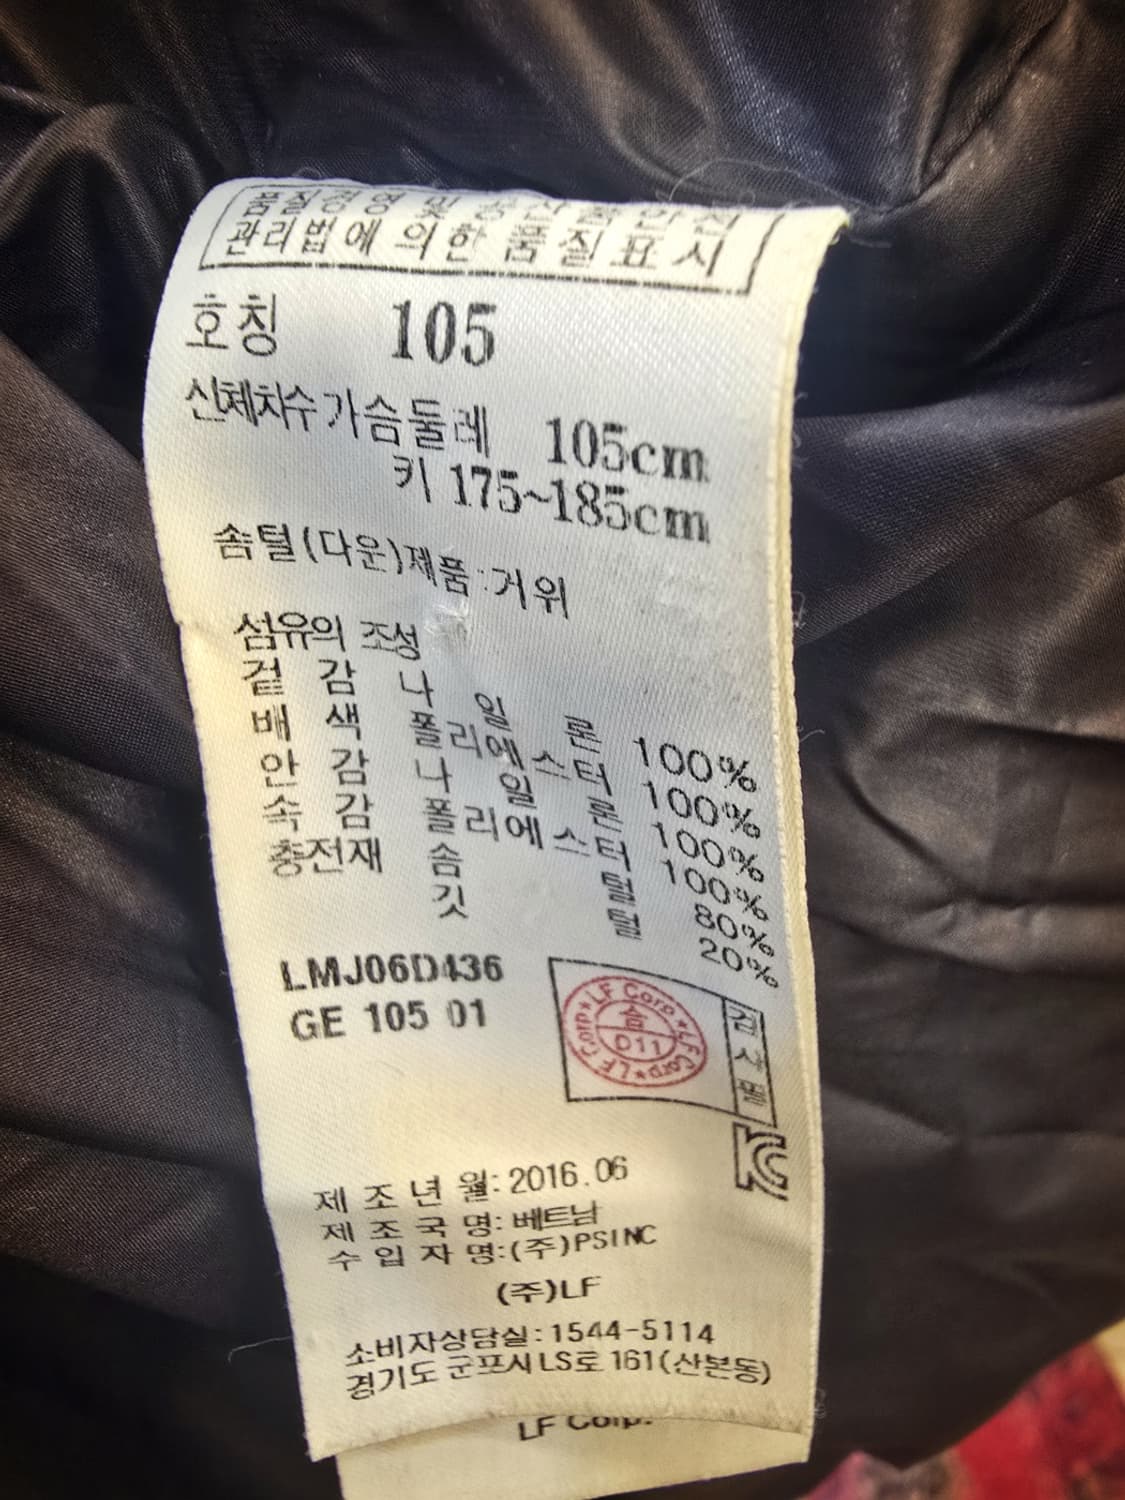 품질경영 및 공산품안전
관리법에 의한 품질표시
호칭 105
신체치수 가슴둘레 105cm
키 175~185cm
솜털(다운)제품:거위
섬유의 조성
겉 감 나 일 론 100%
배 색 폴리에스터 100%
안 감 나 일 론 100%
속 감 폴리에스터 100%
충전재 솜 털 80%
깃 털 20%
LMJ06D436
GE 105 01
LF Corp★LF Corp★LF Corp★
솜
D11
검사필
제 조 년 월: 2016.06
제 조 국 명: 베트남
수 입 자 명:(주)PSINC
(주)LF
소비자상담실:1544-5114
경기도 군포시 LS로 161(산본동)
LF Corp.